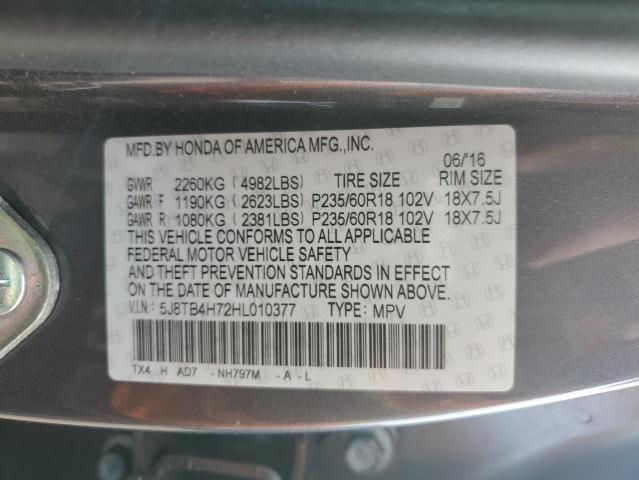 MFD.BY HONDA OF AMERICA MFG.,INC.
06/'16
GVWR 2260KG (4982LBS) TIRE SIZE RIM SIZE
GAWR F 1190KG (2623LBS) P235/60R18 102V 18X7.5J
GAWR R 1080KG (2381LBS) P235/60R18 102V 18X7.5J
THIS VEHICLE CONFORMS TO ALL APPLICABLE
FEDERAL MOTOR VEHICLE SAFETY
AND THEFT PREVENTION STANDARDS IN EFFECT
ON THE DATE OF MANUFACTURE SHOWN ABOVE.
V.I.N.: 5J8TB4H72HL010377 TYPE: MPV
TX4 H AD7 -NH797M -A-L